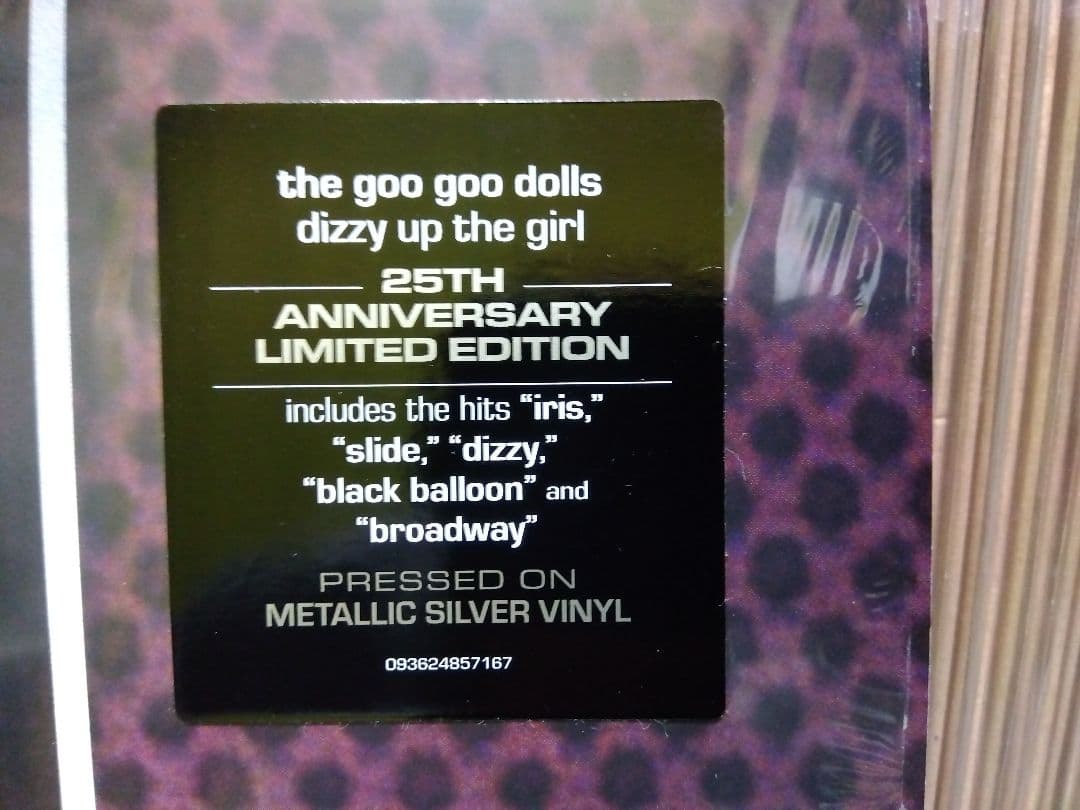 the goo goo dolls
dizzy up the girl
25TH
ANNIVERSARY
LIMITED EDITION
includes the hits “iris,”
“slide,” “dizzy,”
“black balloon” and
“broadway”
PRESSED ON
METALLIC SILVER VINYL
093624857167